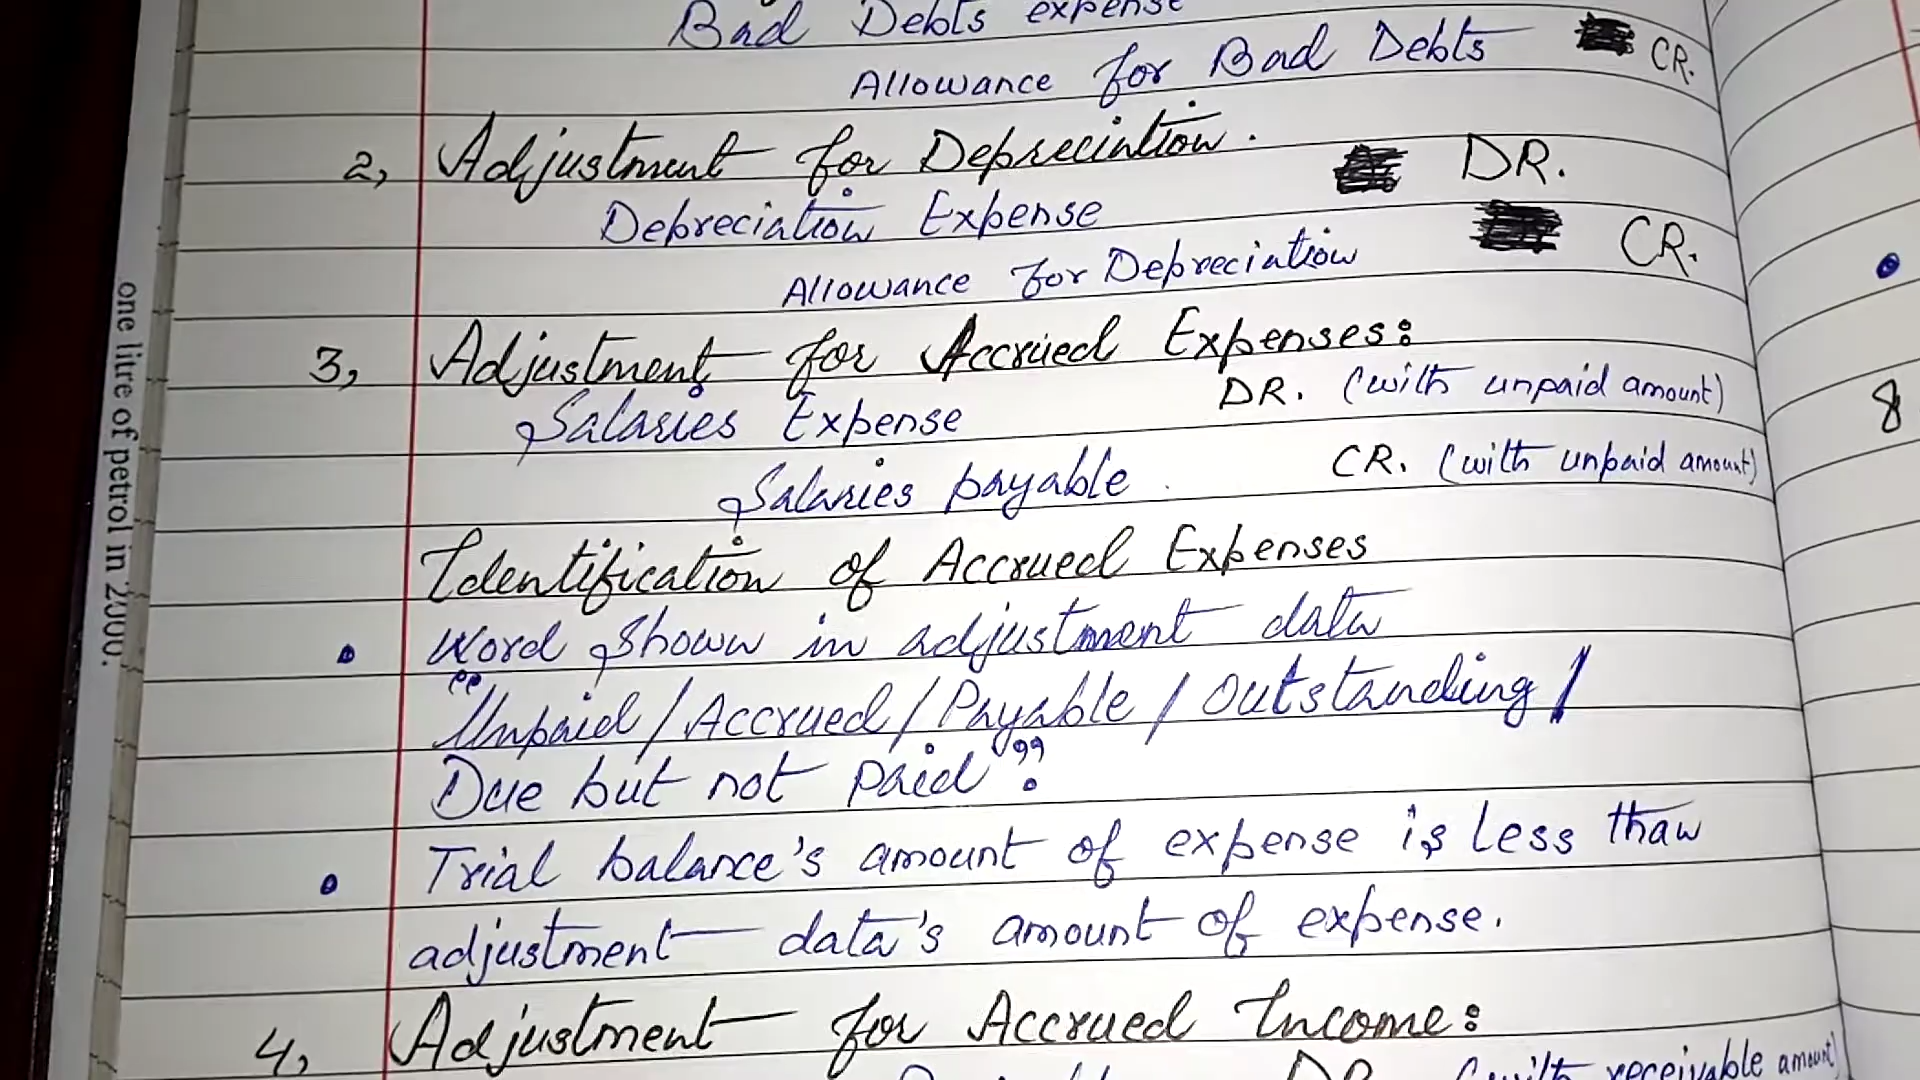 Bad Debts expense
Allowance for Bad Debts CR.
2, Adjustment for Depreciation.
Depreciation Expense DR.
Allowance for Depreciation CR.
3, Adjustment for Accrued Expenses:
Salaries Expense DR. (with unpaid amount)
Salaries payable CR. (with unpaid amount)
Identification of Accrued Expenses
• Word shown in adjustment data
"Unpaid / Accrued / Payable / Outstanding /
Due but not paid".
• Trial balance's amount of expense is less than
adjustment data's amount of expense.
4, Adjustment for Accrued Income:
DR. (with receivable amount)
one litre of petrol in 2000.
8